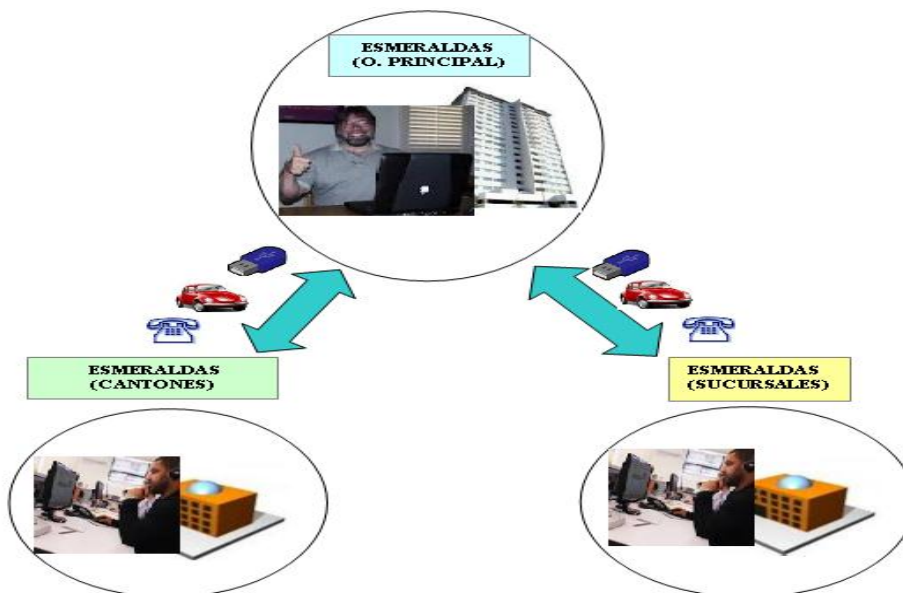 ESMERALDAS
(O. PRINCIPAL)
ESMERALDAS
(CANTONES)
ESMERALDAS
(SUCURSALES)